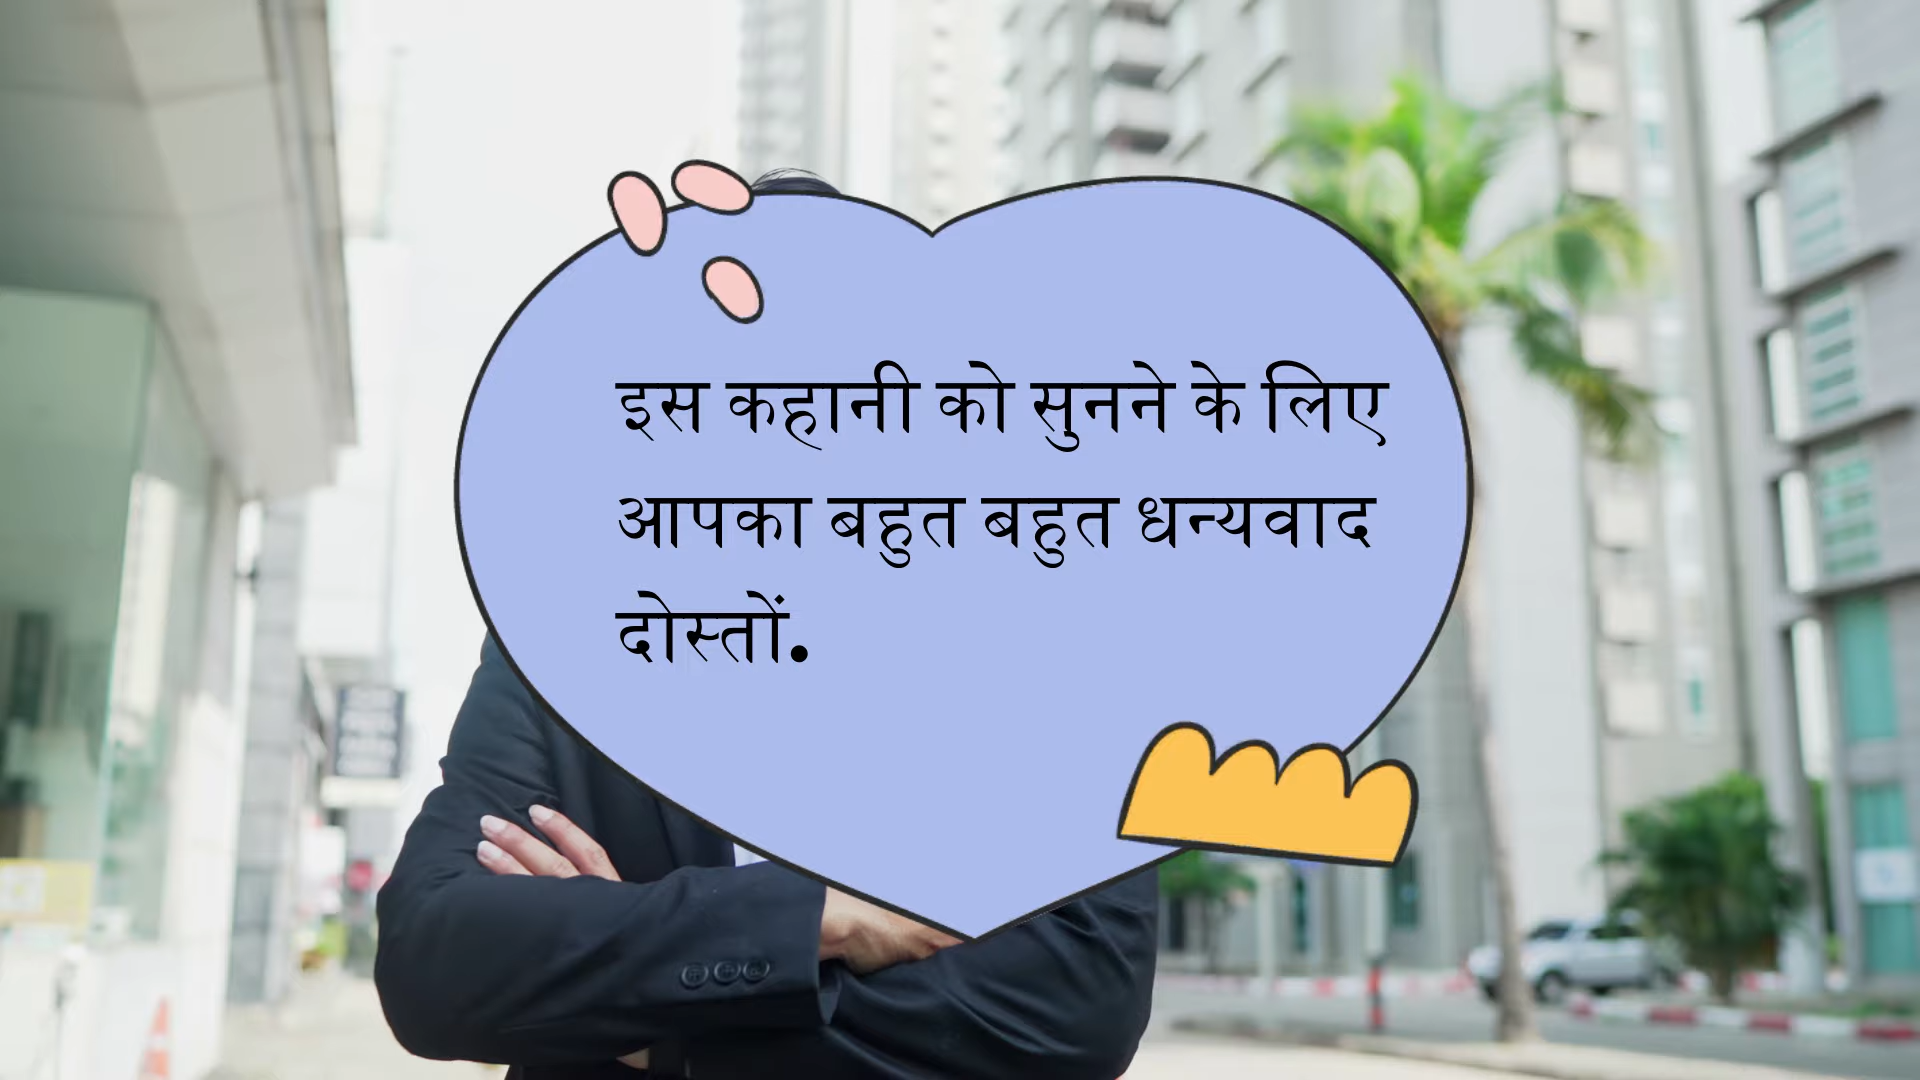 इस कहानी को सुनने के लिए
आपका बहुत बहुत धन्यवाद
दोस्तों.